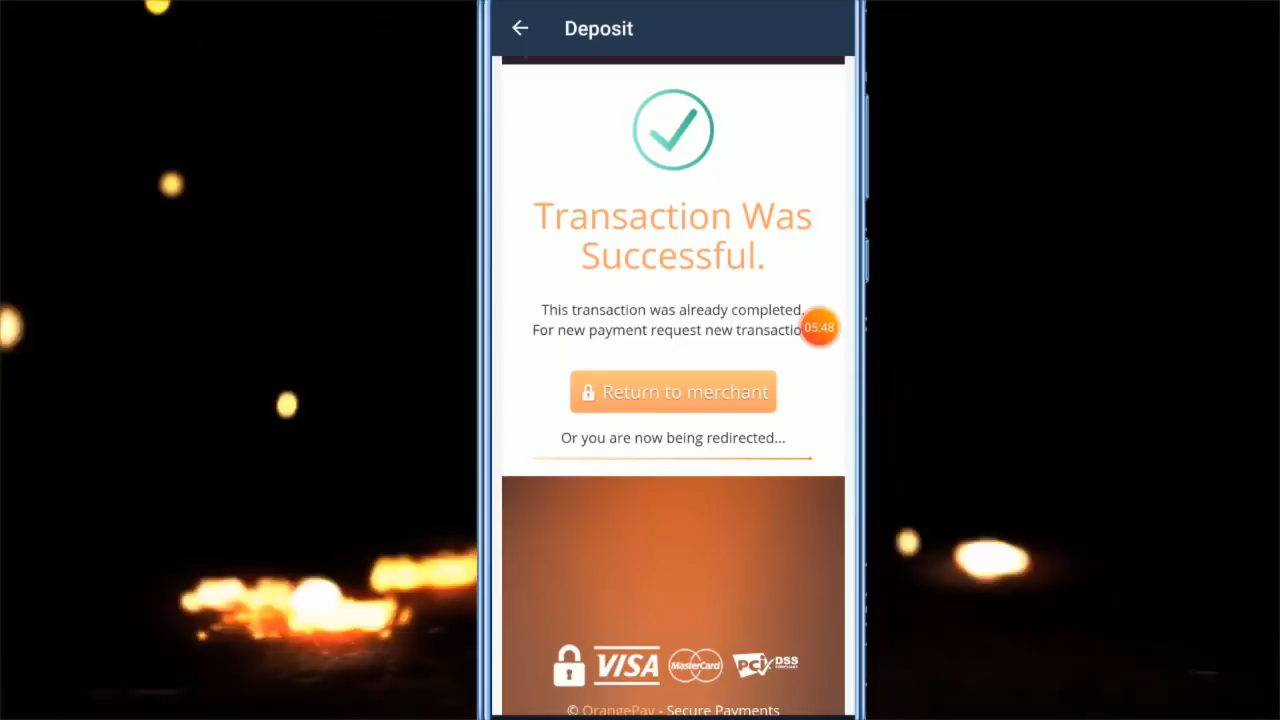 Deposit
Transaction Was
Successful.
This transaction was already completed.
For new payment request new transactio
05:48
Return to merchant
Or you are now being redirected...
VISA MasterCard PCI DSS
© OrangePay - Secure Payments